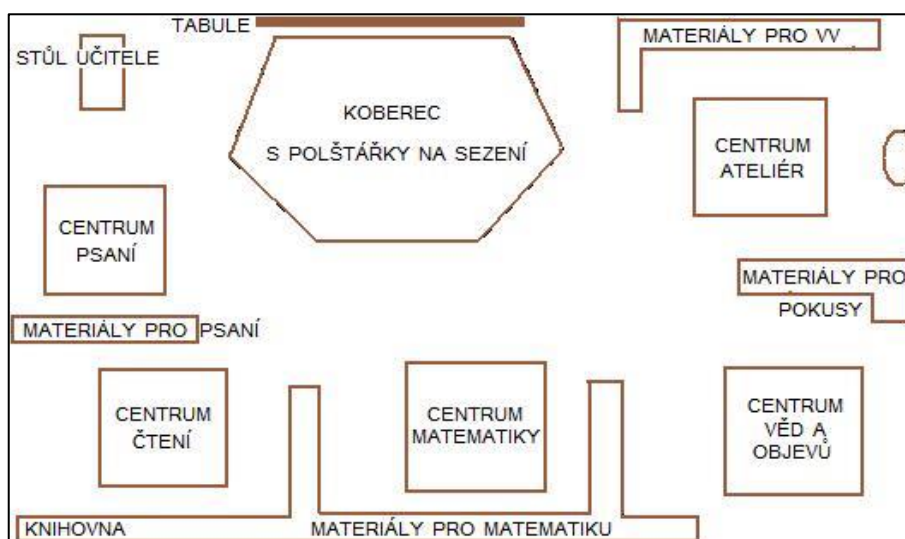 TABULE
MATERIÁLY PRO VV
STŮL UČITELE
KOBEREC
S POLŠTÁŘKY NA SEZENÍ
CENTRUM
ATELIÉR
CENTRUM
PSANÍ
MATERIÁLY PRO
POKUSY
MATERIÁLY PRO PSANÍ
CENTRUM
ČTENÍ
CENTRUM
MATEMATIKY
CENTRUM
VĚD A
OBJEVŮ
KNIHOVNA
MATERIÁLY PRO MATEMATIKU